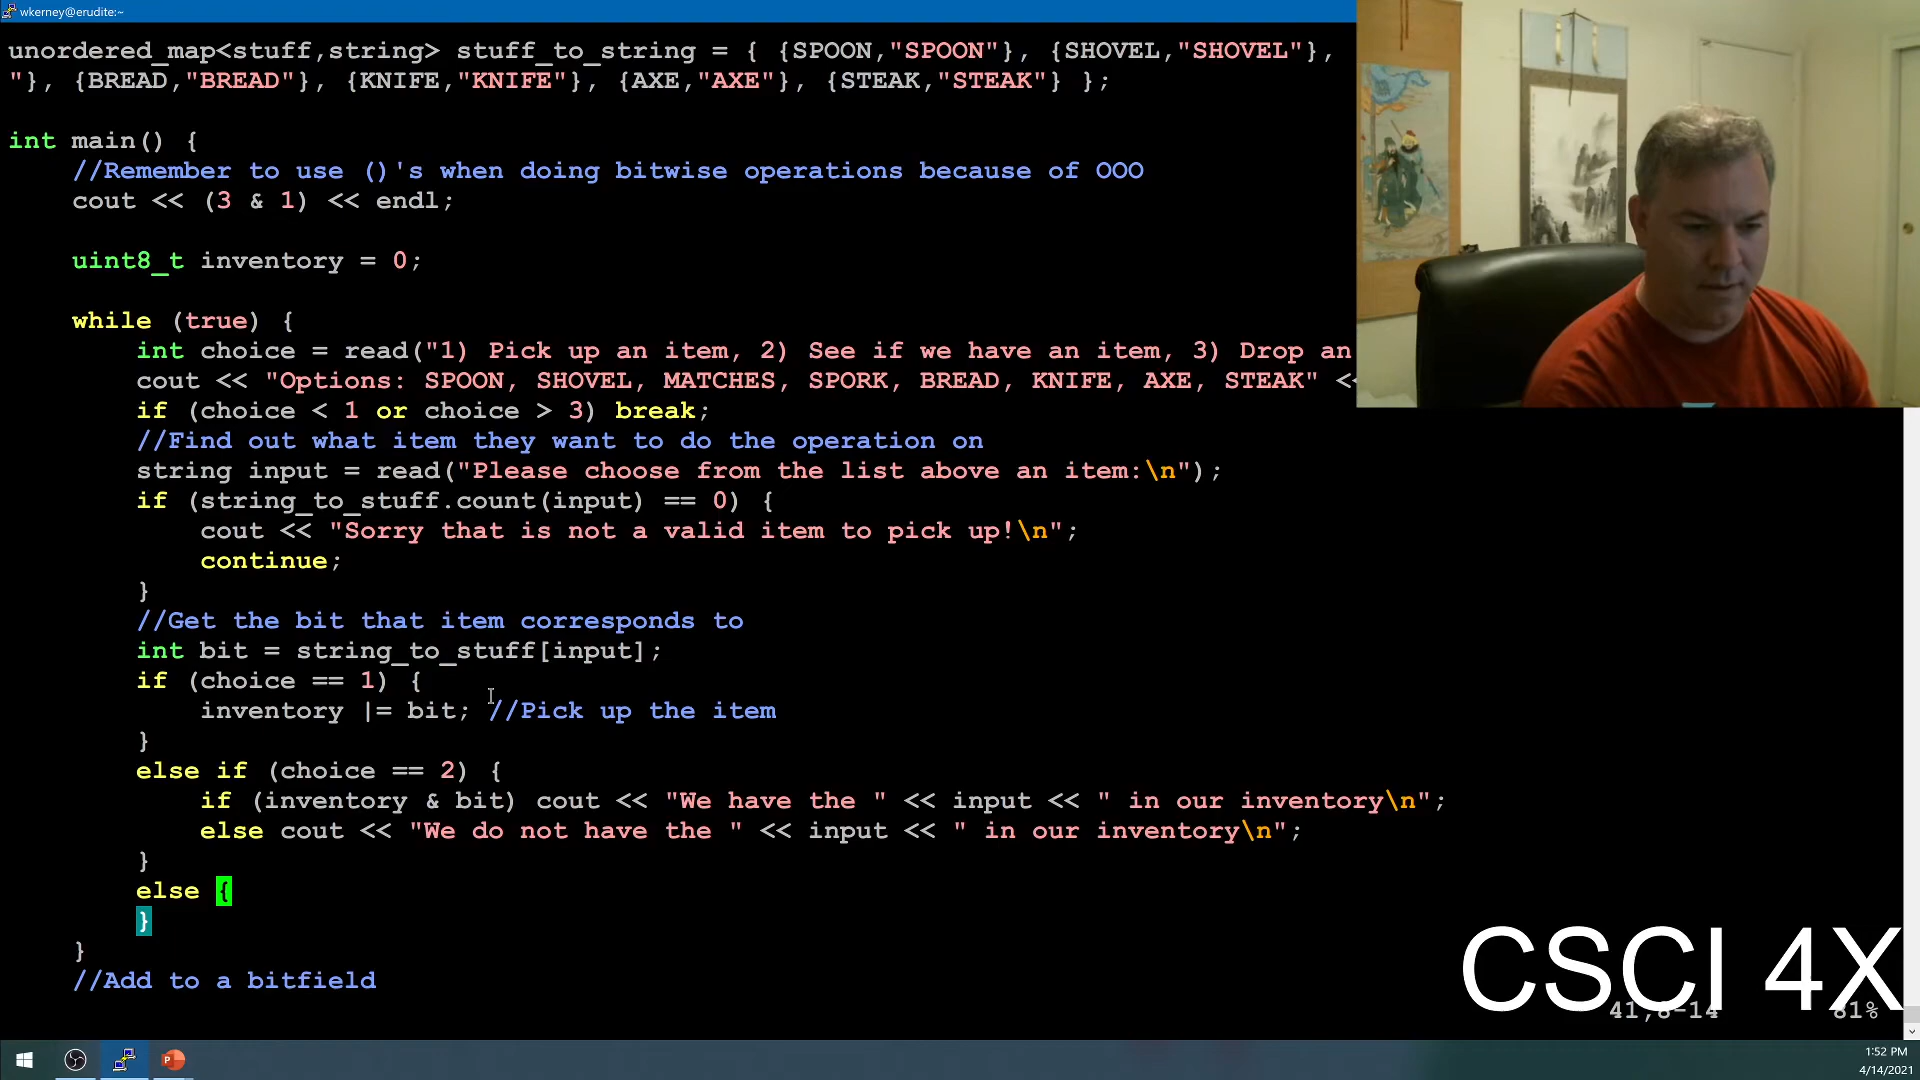 wkerney@erudite:~
unordered_map<stuff,string> stuff_to_string = { {SPOON,"SPOON"}, {SHOVEL,"SHOVEL"},
"}, {BREAD,"BREAD"}, {KNIFE,"KNIFE"}, {AXE,"AXE"}, {STEAK,"STEAK"} };
int main() {
//Remember to use ()'s when doing bitwise operations because of OOO
cout << (3 & 1) << endl;
uint8_t inventory = 0;
while (true) {
int choice = read("1) Pick up an item, 2) See if we have an item, 3) Drop an
cout << "Options: SPOON, SHOVEL, MATCHES, SPORK, BREAD, KNIFE, AXE, STEAK" <<
if (choice < 1 or choice > 3) break;
//Find out what item they want to do the operation on
string input = read("Please choose from the list above an item:\n");
if (string_to_stuff.count(input) == 0) {
cout << "Sorry that is not a valid item to pick up!\n";
continue;
}
//Get the bit that item corresponds to
int bit = string_to_stuff[input];
if (choice == 1) {
inventory |= bit; //Pick up the item
}
else if (choice == 2) {
if (inventory & bit) cout << "We have the " << input << " in our inventory\n";
else cout << "We do not have the " << input << " in our inventory\n";
}
else {
}
}
//Add to a bitfield
CSCI 4X
1:52 PM
4/14/2021